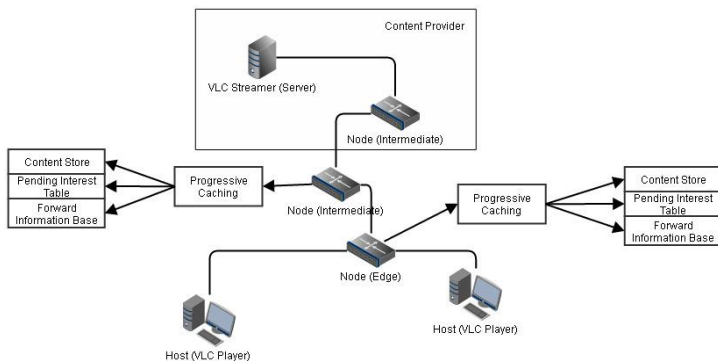 Content Provider
VLC Streamer (Server)
Node (Intermediate)
Content Store
Pending Interest
Table
Forward
Information Base
Progressive
Caching
Node (Intermediate)
Progressive
Caching
Content Store
Pending Interest
Table
Forward
Information Base
Node (Edge)
Host (VLC Player)
Host (VLC Player)